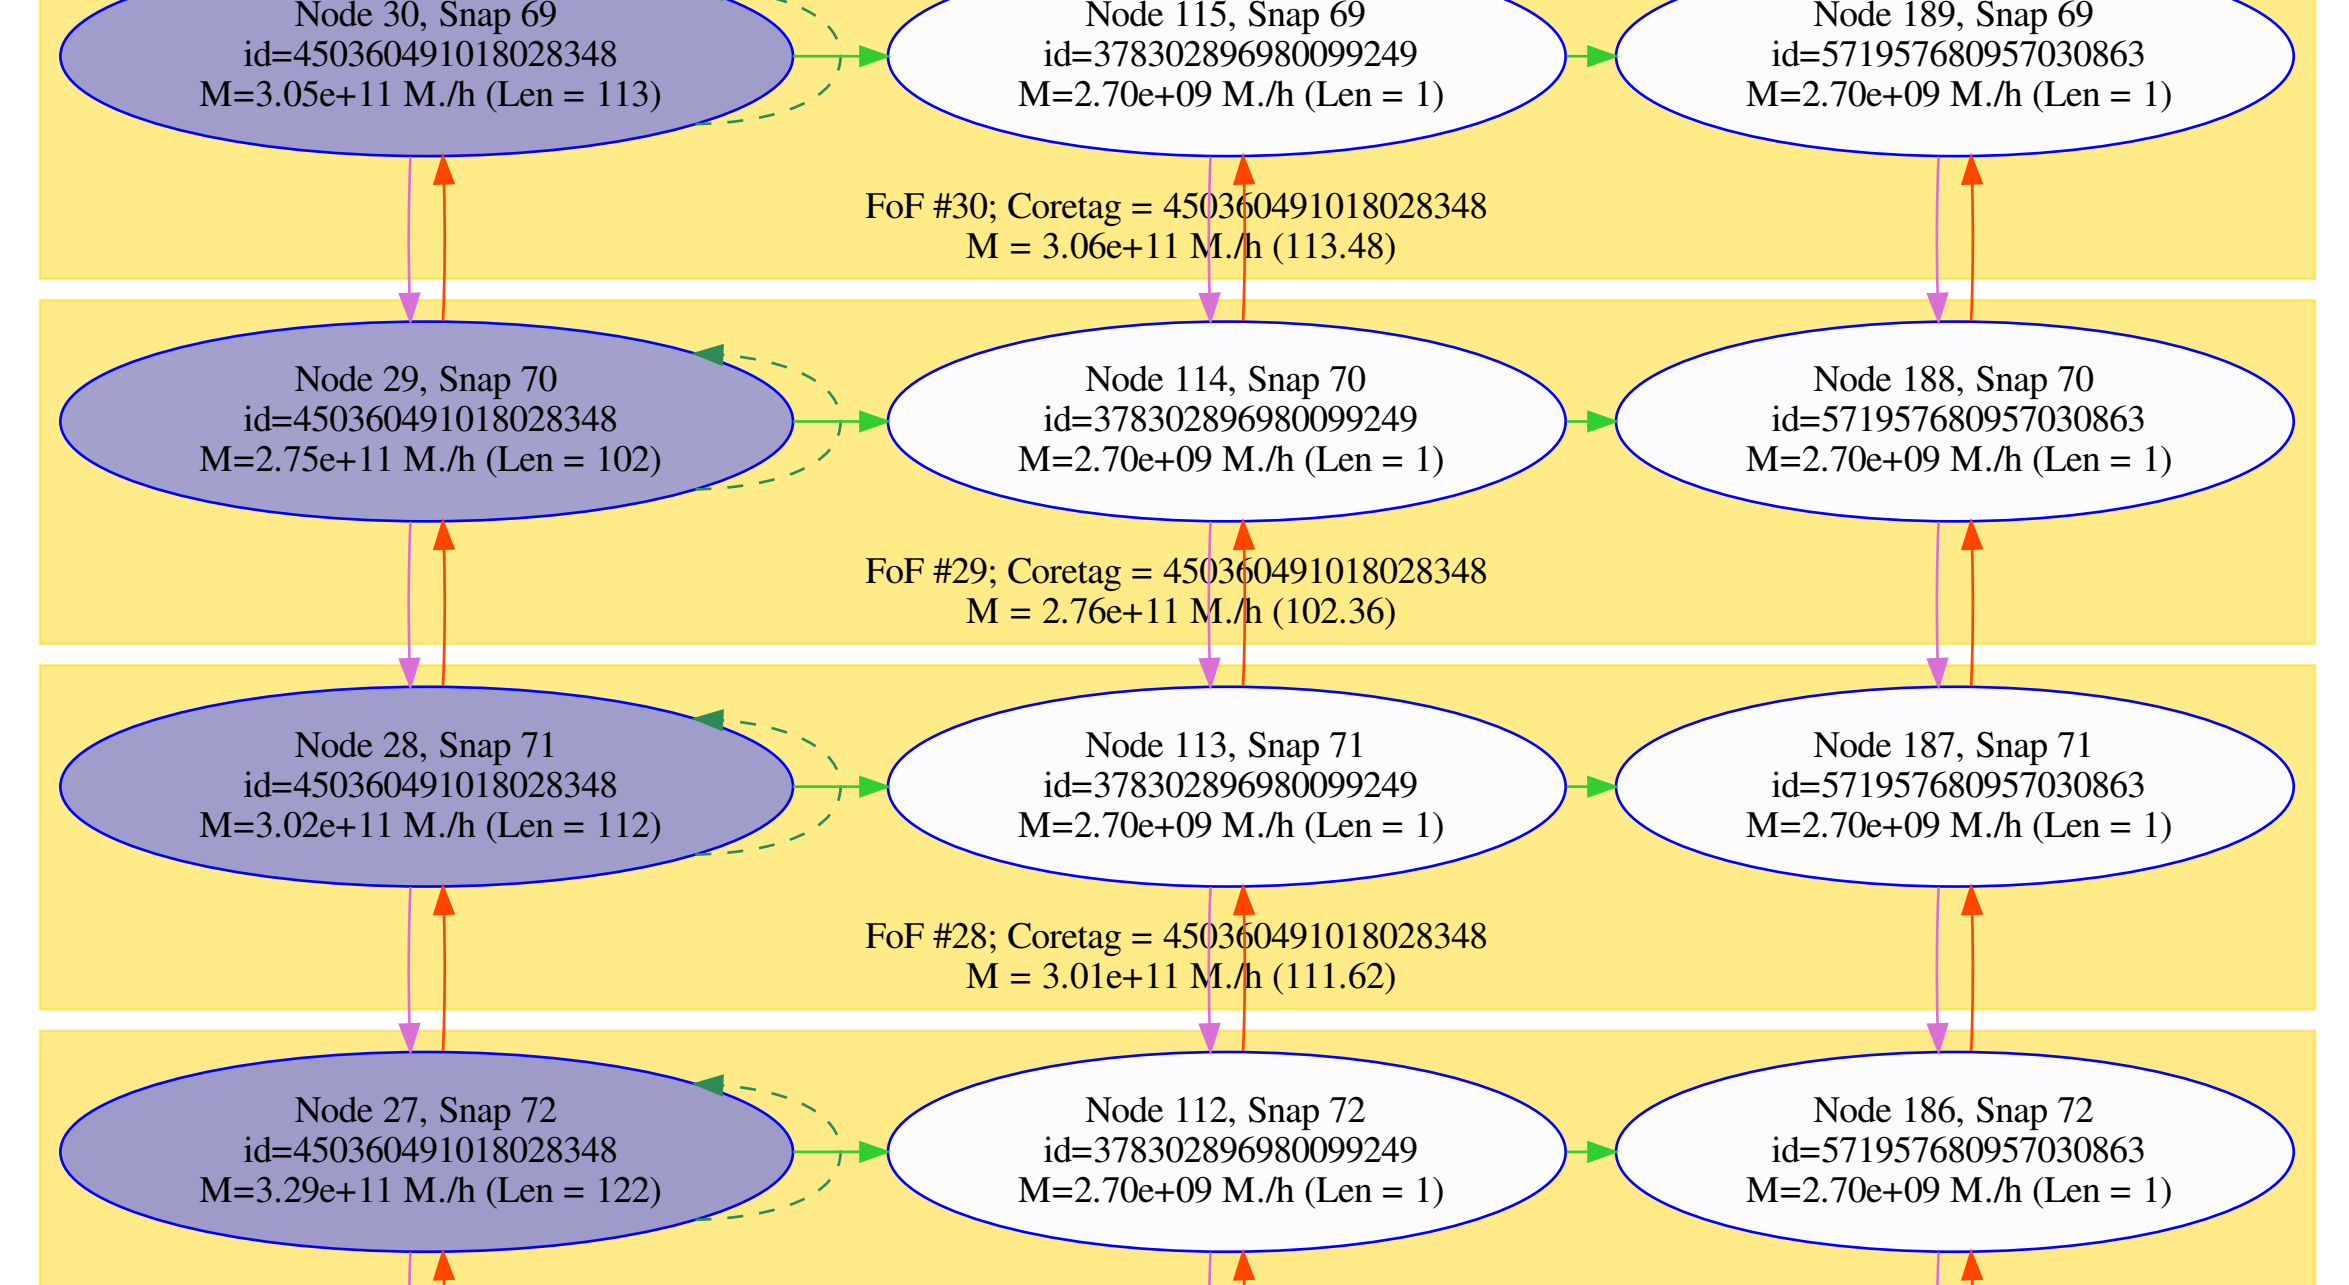 Node 30, Snap 69
id=450360491018028348
M=3.05e+11 M./h (Len = 113)
Node 115, Snap 69
id=378302896980099249
M=2.70e+09 M./h (Len = 1)
Node 189, Snap 69
id=571957680957030863
M=2.70e+09 M./h (Len = 1)
FoF #30; Coretag = 450360491018028348
M = 3.06e+11 M./h (113.48)
Node 29, Snap 70
id=450360491018028348
M=2.75e+11 M./h (Len = 102)
Node 114, Snap 70
id=378302896980099249
M=2.70e+09 M./h (Len = 1)
Node 188, Snap 70
id=571957680957030863
M=2.70e+09 M./h (Len = 1)
FoF #29; Coretag = 450360491018028348
M = 2.76e+11 M./h (102.36)
Node 28, Snap 71
id=450360491018028348
M=3.02e+11 M./h (Len = 112)
Node 113, Snap 71
id=378302896980099249
M=2.70e+09 M./h (Len = 1)
Node 187, Snap 71
id=571957680957030863
M=2.70e+09 M./h (Len = 1)
FoF #28; Coretag = 450360491018028348
M = 3.01e+11 M./h (111.62)
Node 27, Snap 72
id=450360491018028348
M=3.29e+11 M./h (Len = 122)
Node 112, Snap 72
id=378302896980099249
M=2.70e+09 M./h (Len = 1)
Node 186, Snap 72
id=571957680957030863
M=2.70e+09 M./h (Len = 1)